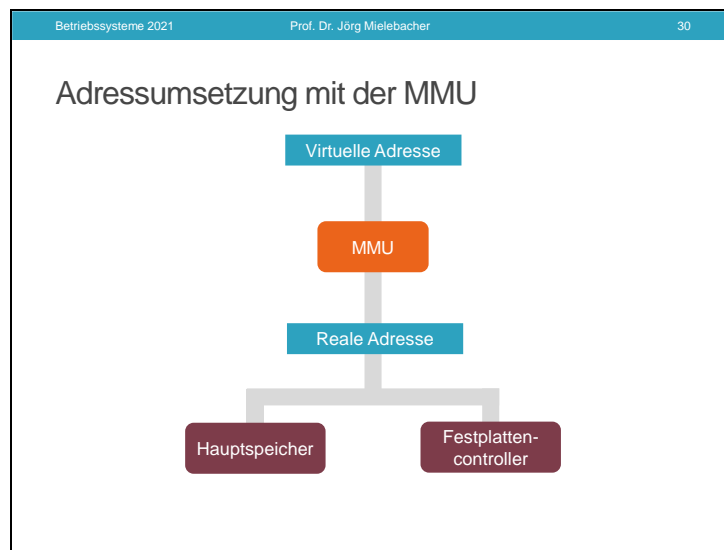 Betriebssysteme 2021 Prof. Dr. Jörg Mielebacher 30
Adressumsetzung mit der MMU
Virtuelle Adresse
MMU
Reale Adresse
Hauptspeicher
Festplatten-
controller